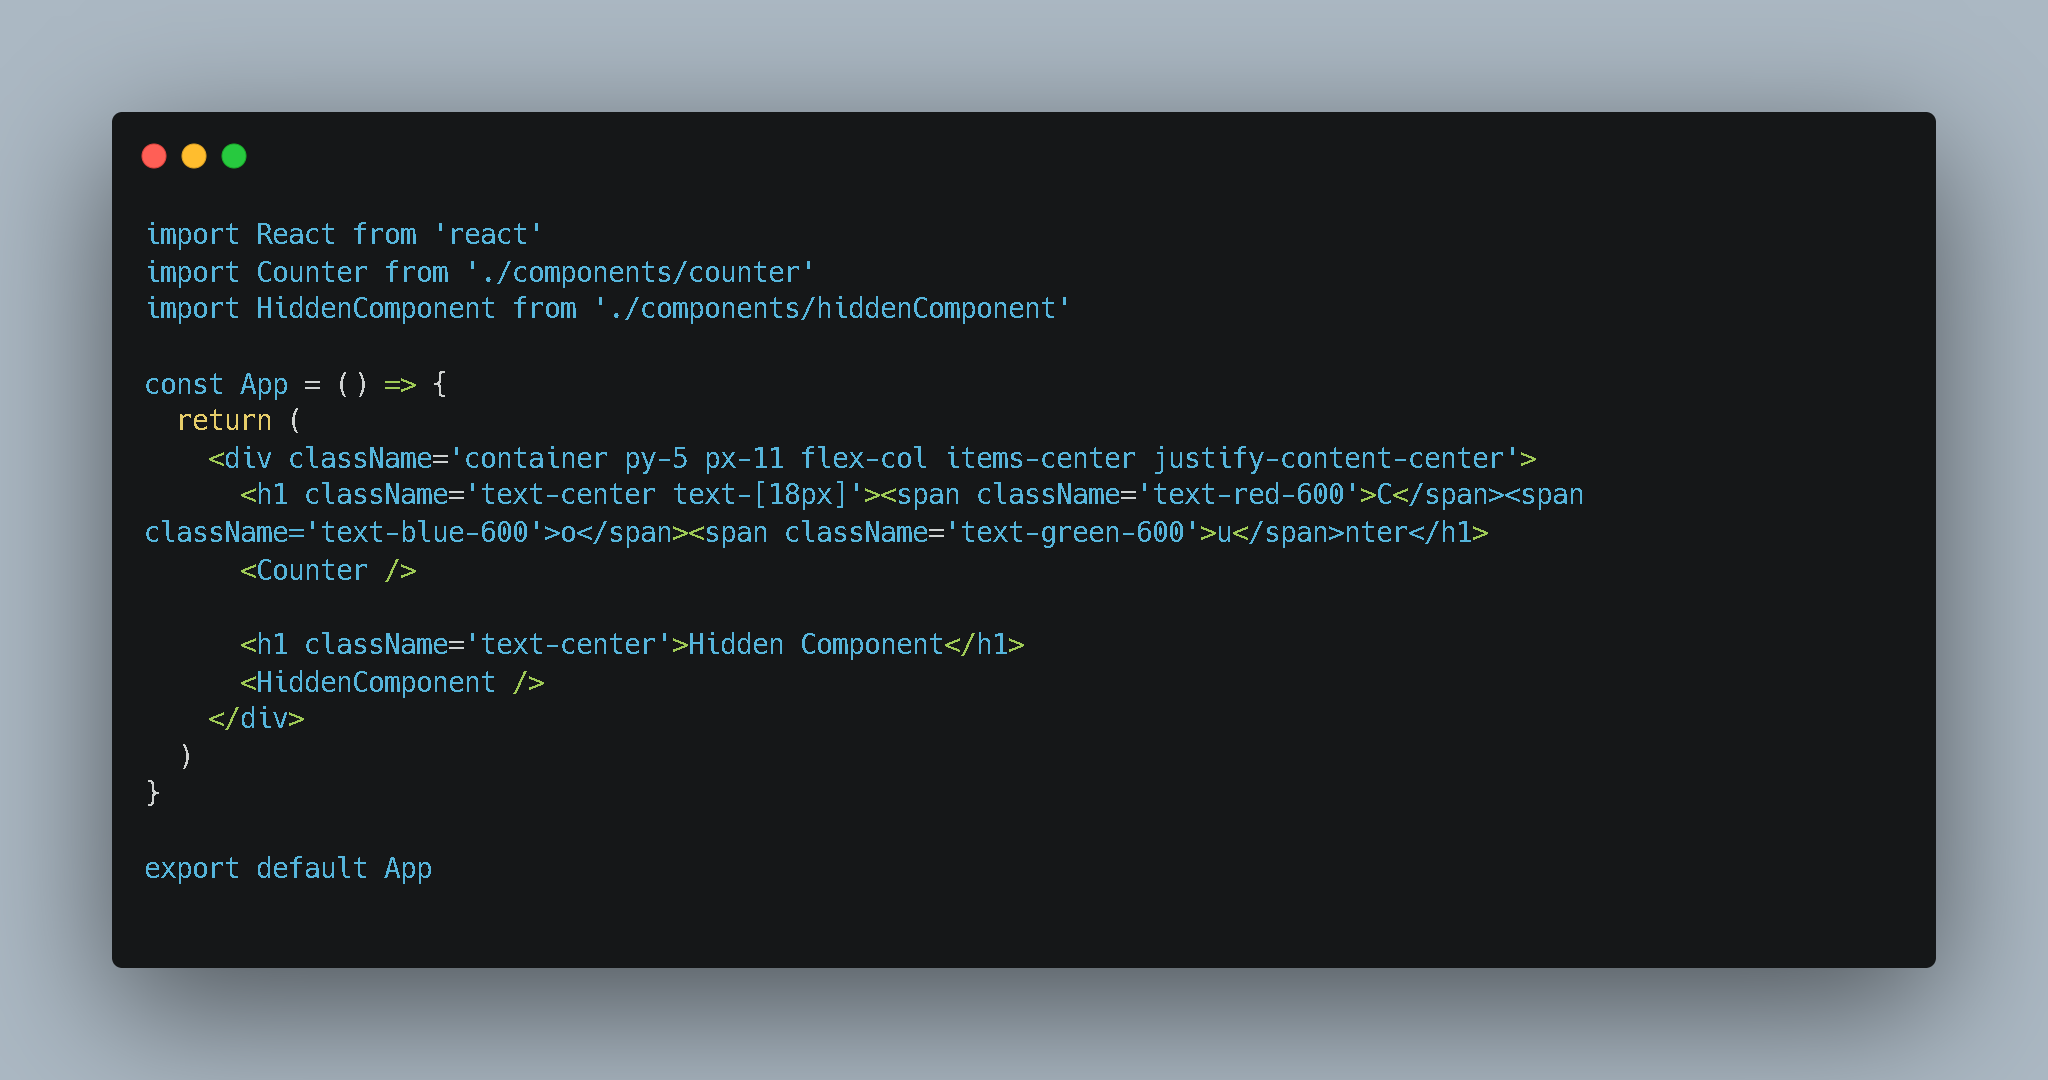 import React from 'react'
import Counter from './components/counter'
import HiddenComponent from './components/hiddenComponent'
const App = () => {
return (
<div className='container py-5 px-11 flex-col items-center justify-content-center'>
<h1 className='text-center text-[18px]'><span className='text-red-600'>C</span><span
className='text-blue-600'>o</span><span className='text-green-600'>u</span>nter</h1>
<Counter />
<h1 className='text-center'>Hidden Component</h1>
<HiddenComponent />
</div>
)
}
export default App